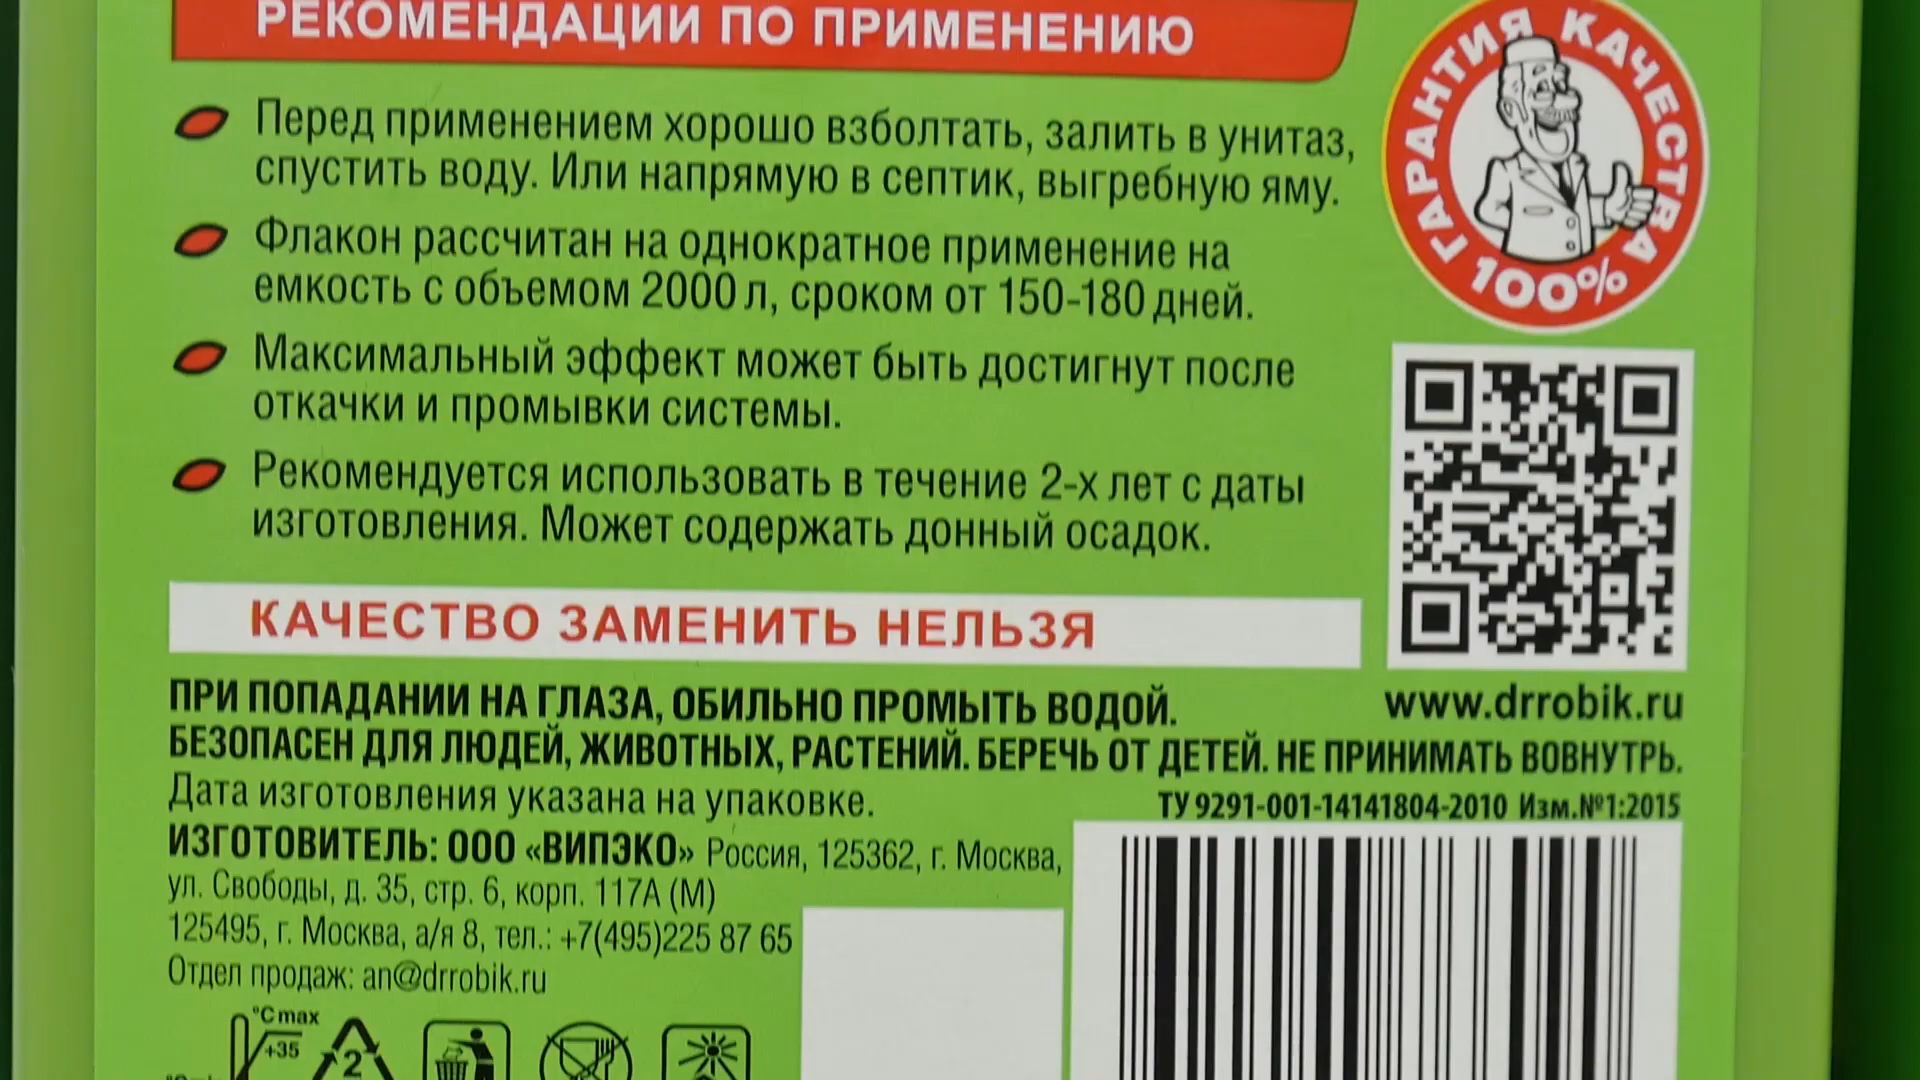 РЕКОМЕНДАЦИИ ПО ПРИМЕНЕНИЮ
Перед применением хорошо взболтать, залить в унитаз,
спустить воду. Или напрямую в септик, выгребную яму.
Флакон рассчитан на однократное применение на
емкость с объемом 2000 л, сроком от 150-180 дней.
Максимальный эффект может быть достигнут после
откачки и промывки системы.
Рекомендуется использовать в течение 2-х лет с даты
изготовления. Может содержать донный осадок.
ГАРАНТИЯ КАЧЕСТВА
100%
КАЧЕСТВО ЗАМЕНИТЬ НЕЛЬЗЯ
www.drrobik.ru
ПРИ ПОПАДАНИИ НА ГЛАЗА, ОБИЛЬНО ПРОМЫТЬ ВОДОЙ.
БЕЗОПАСЕН ДЛЯ ЛЮДЕЙ, ЖИВОТНЫХ, РАСТЕНИЙ. БЕРЕЧЬ ОТ ДЕТЕЙ. НЕ ПРИНИМАТЬ ВОВНУТРЬ.
Дата изготовления указана на упаковке.
ТУ 9291-001-14141804-2010 Изм.№1:2015
ИЗГОТОВИТЕЛЬ: ООО «ВИПЭКО» Россия, 125362, г. Москва,
ул. Свободы, д. 35, стр. 6, корп. 117А (М)
125495, г. Москва, а/я 8, тел.: +7(495)225 87 65
Отдел продаж: an@drrobik.ru
°C max
+35
2